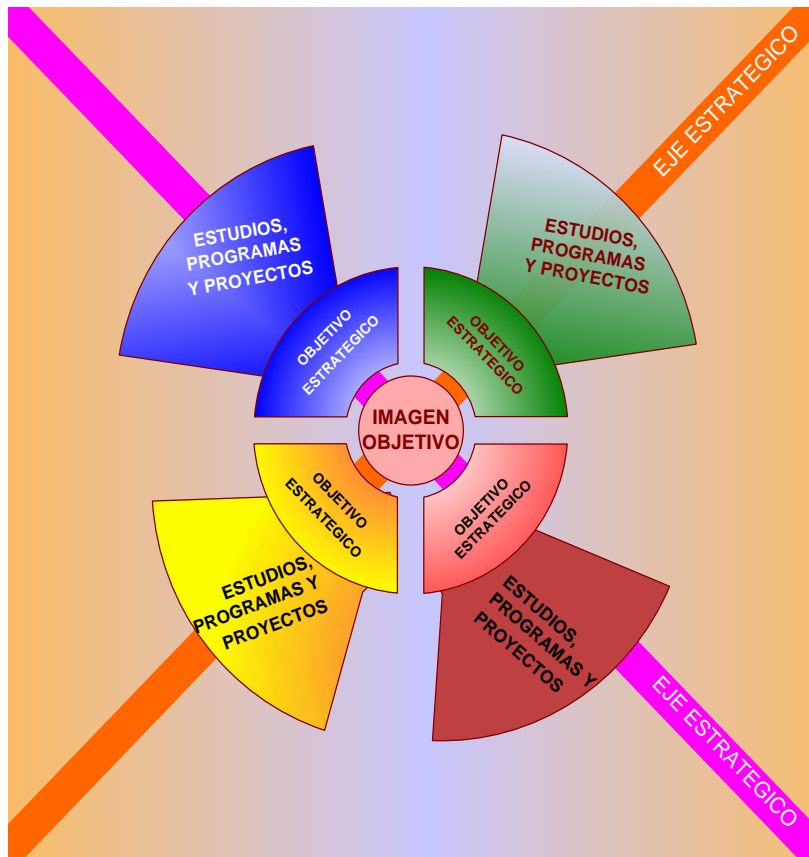 EJE ESTRATEGICO
ESTUDIOS,
PROGRAMAS
Y PROYECTOS
ESTUDIOS,
PROGRAMAS
Y PROYECTOS
OBJETIVO
ESTRATEGICO
OBJETIVO
ESTRATEGICO
IMAGEN
OBJETIVO
OBJETIVO
ESTRATEGICO
OBJETIVO
ESTRATEGICO
ESTUDIOS,
PROGRAMAS Y
PROYECTOS
ESTUDIOS,
PROGRAMAS Y
PROYECTOS
EJE ESTRATEGICO